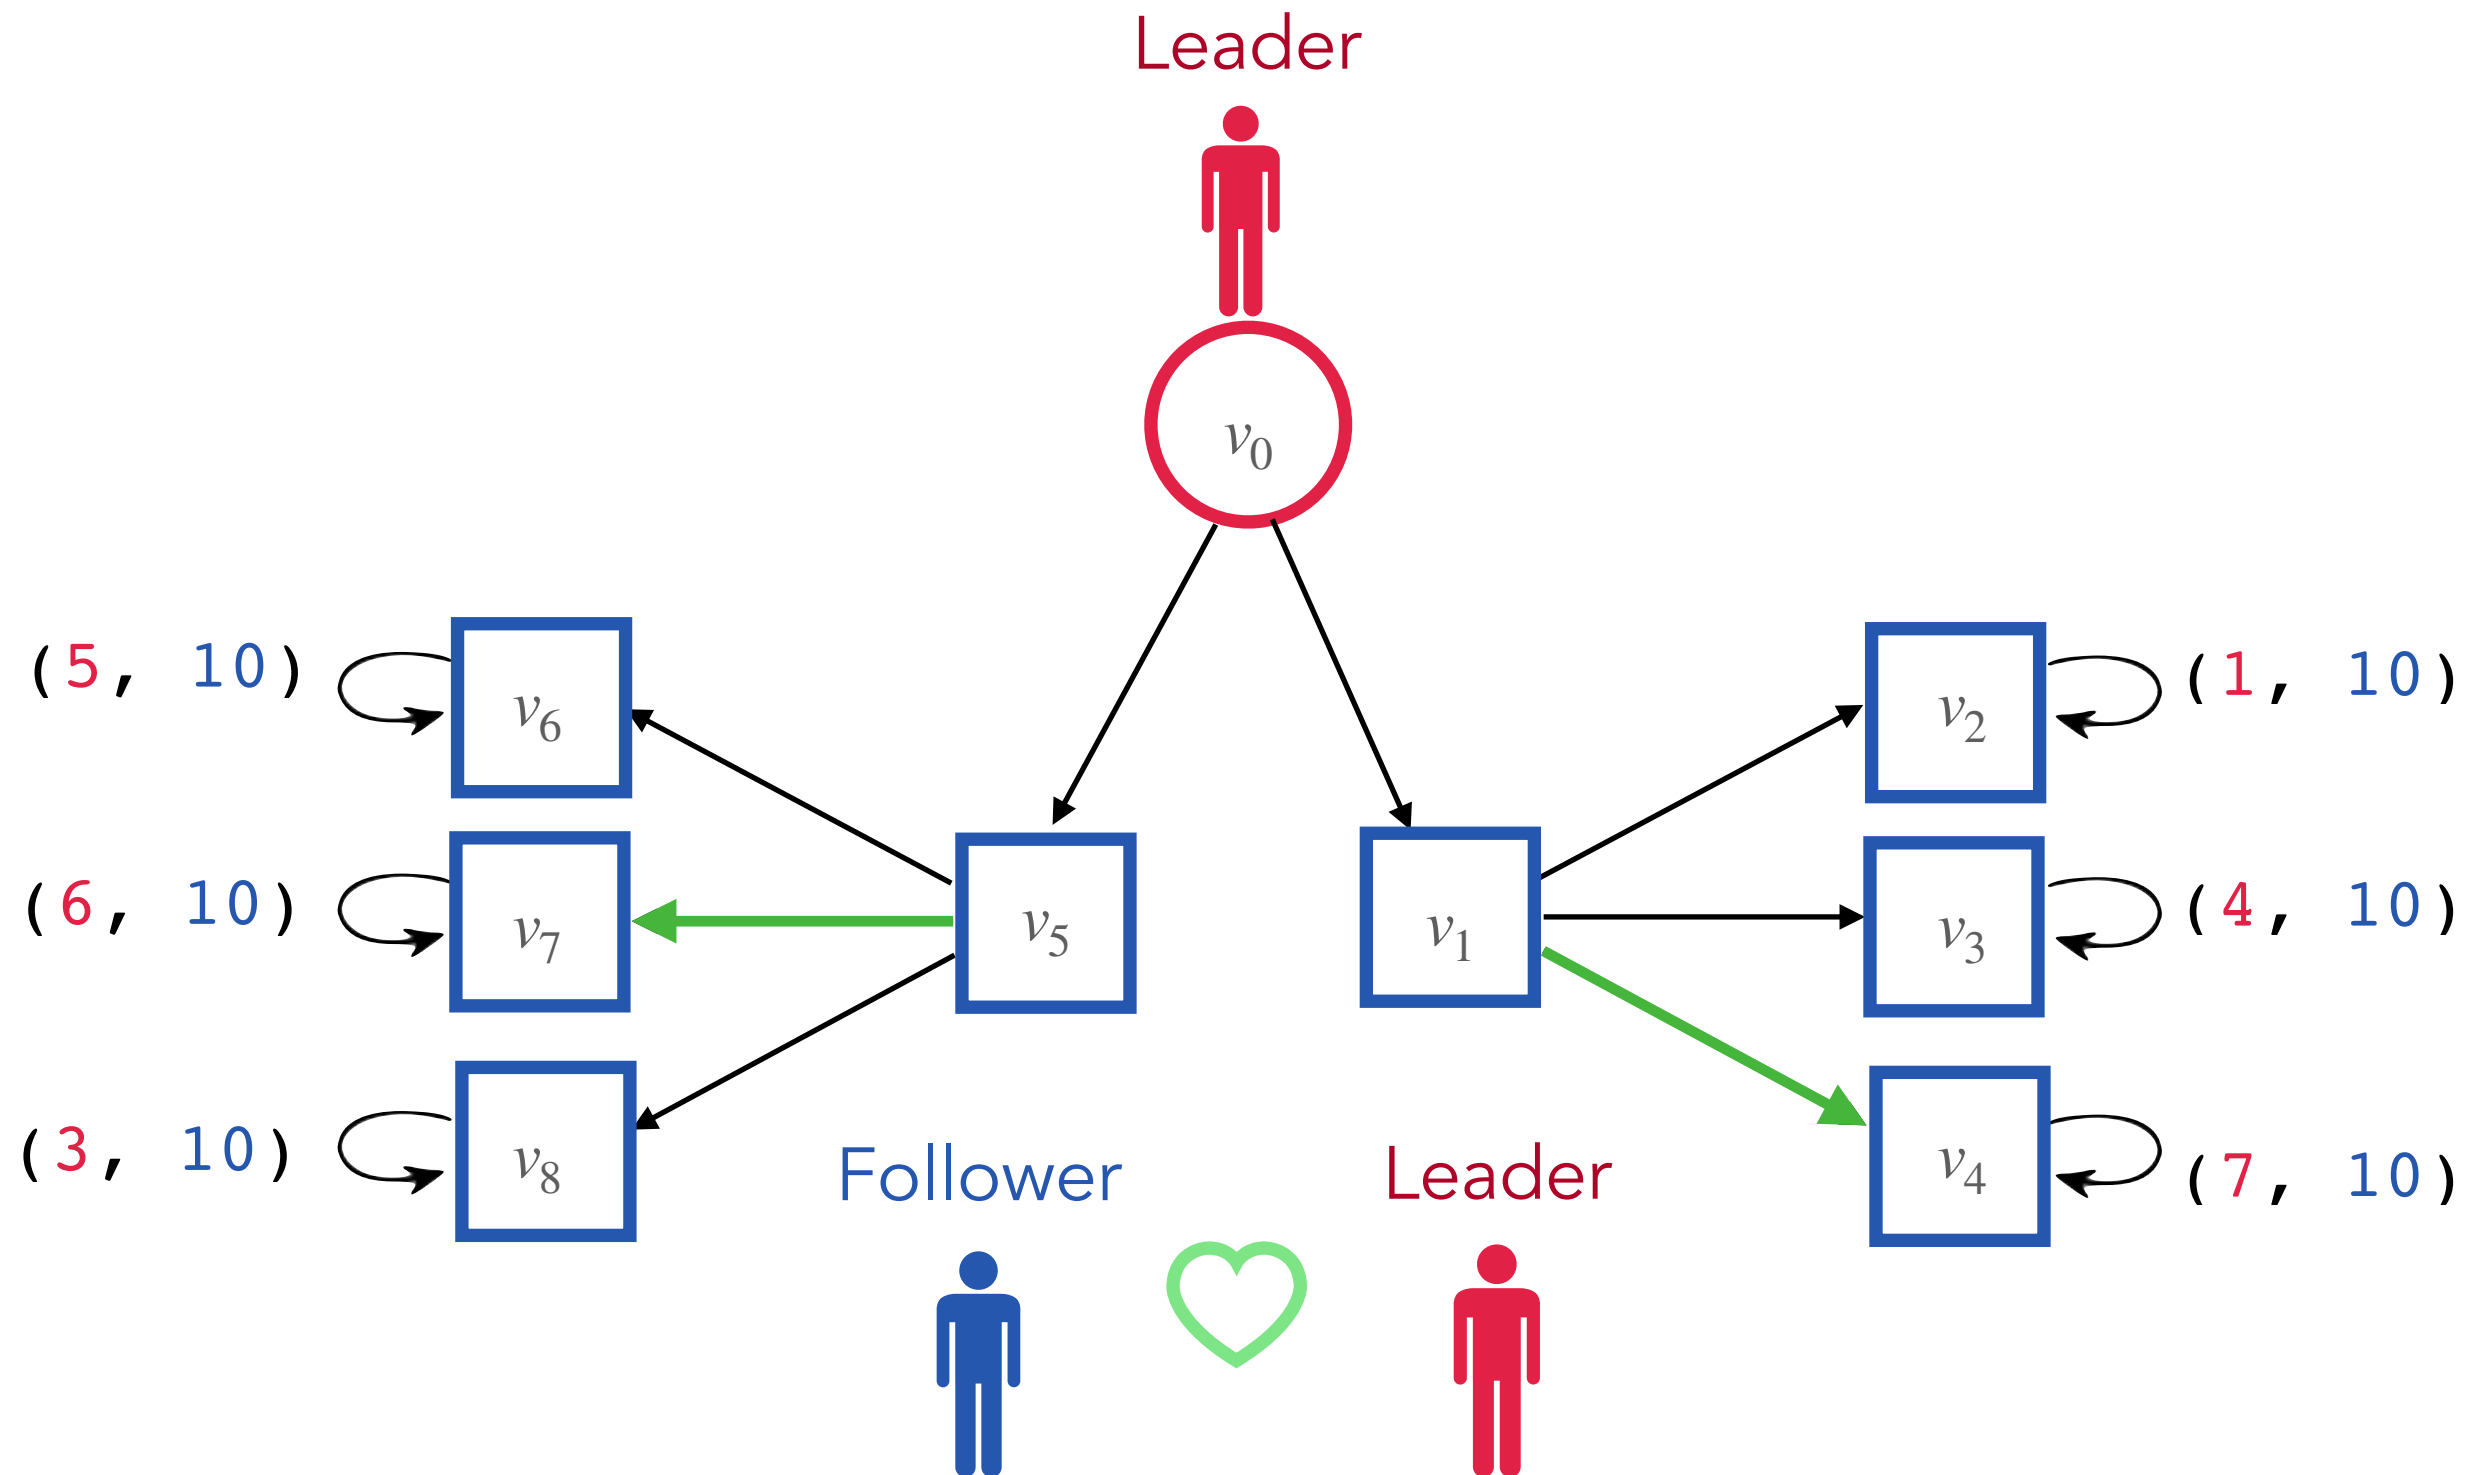 Leader
v0
(5, 10)
v6
v2
(1, 10)
(6, 10)
v7
v5
v1
v3
(4, 10)
(3, 10)
v8
Follower
Leader
v4
(7, 10)